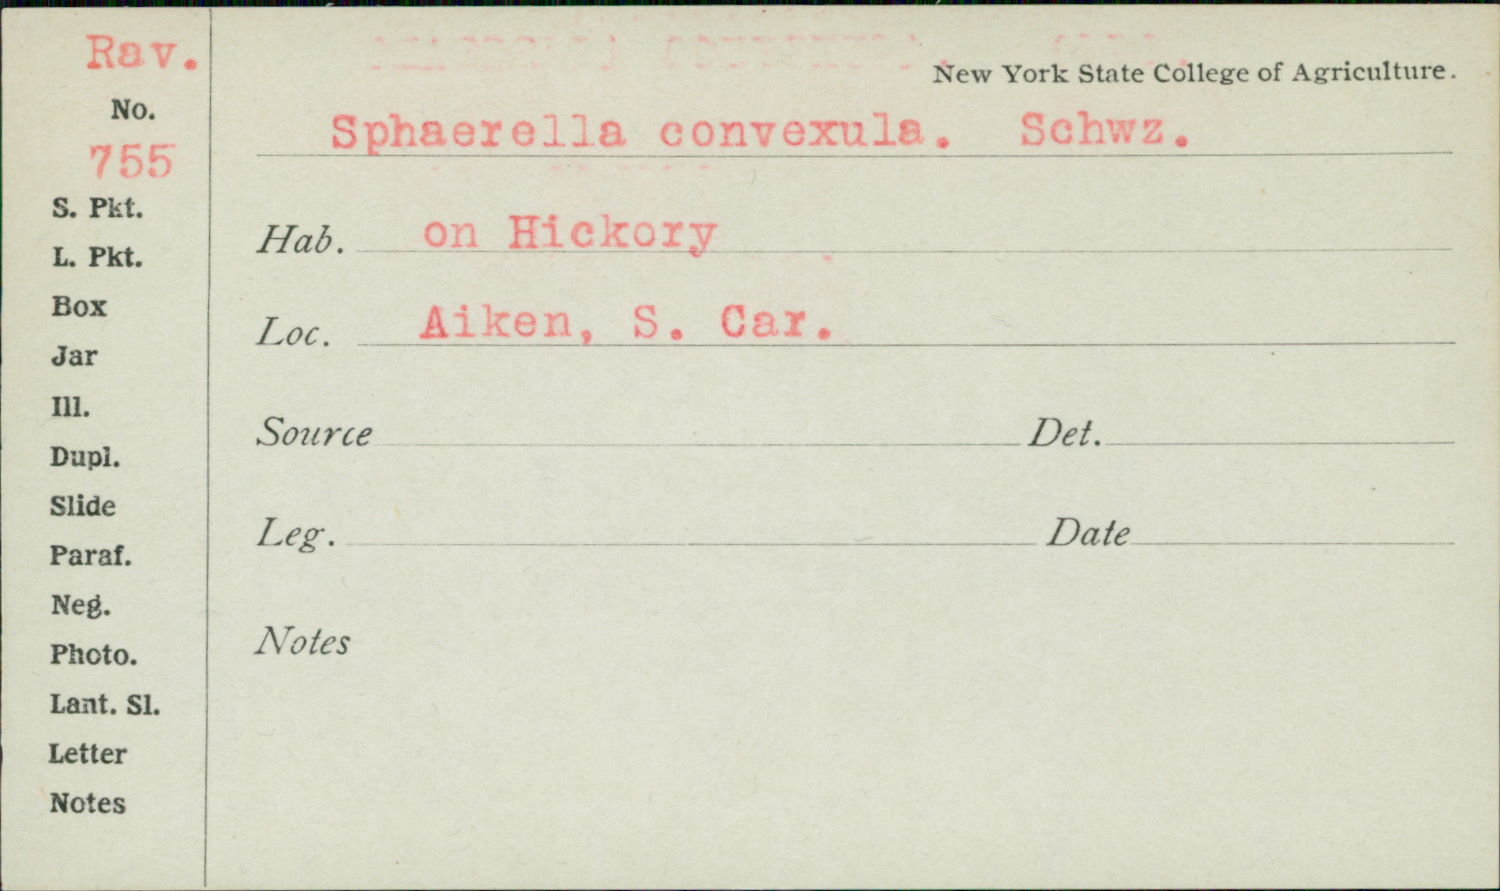 Rav.
No.
755
S. Pkt.
L. Pkt.
Box
Jar
Ill.
Dupl.
Slide
Paraf.
Neg.
Photo.
Lant. Sl.
Letter
Notes
New York State College of Agriculture.
Sphaerella convexula. Schwz.
Hab. on Hickory
Loc. Aiken, S. Car.
Source Det.
Leg. Date
Notes